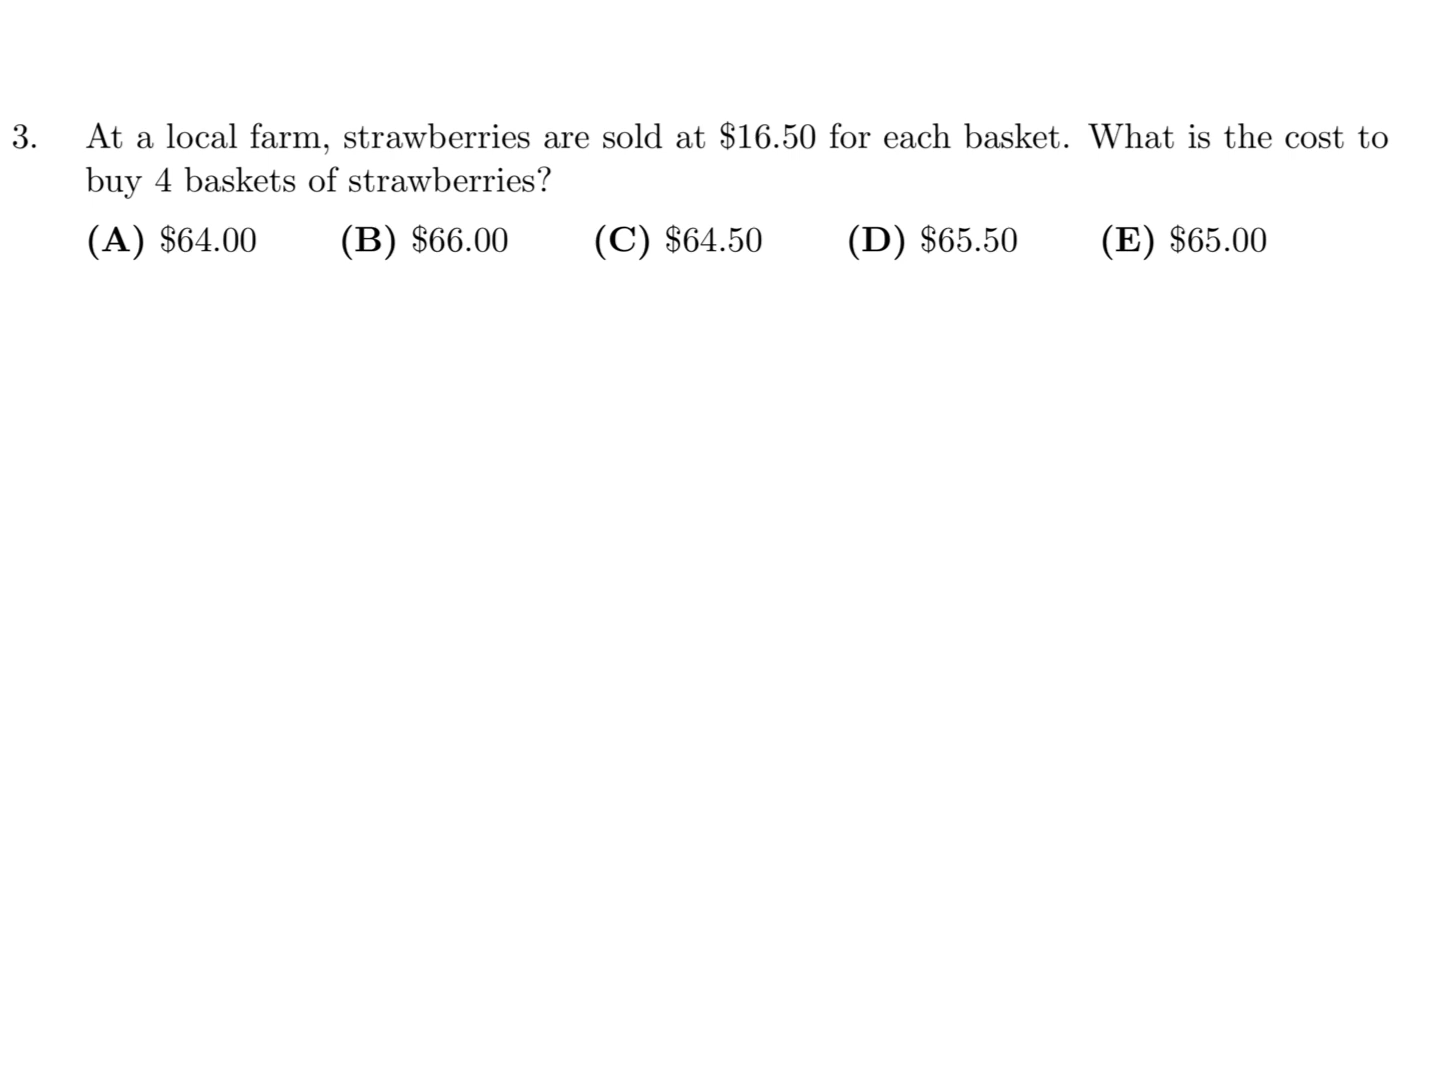 3. At a local farm, strawberries are sold at $16.50 for each basket. What is the cost to
buy 4 baskets of strawberries?
(A) $64.00 (B) $66.00 (C) $64.50 (D) $65.50 (E) $65.00